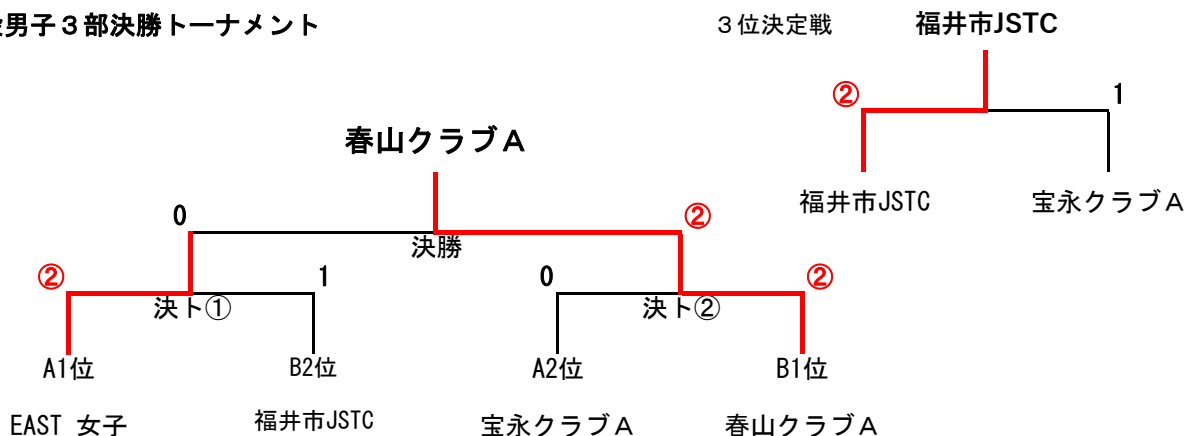 男子３部決勝トーナメント
３位決定戦
福井市JSTC
②
1
福井市JSTC
宝永クラブＡ
春山クラブＡ
0
②
決勝
②
1
0
②
決ト①
決ト②
A1位
B2位
A2位
B1位
EAST 女子
福井市JSTC
宝永クラブＡ
春山クラブＡ